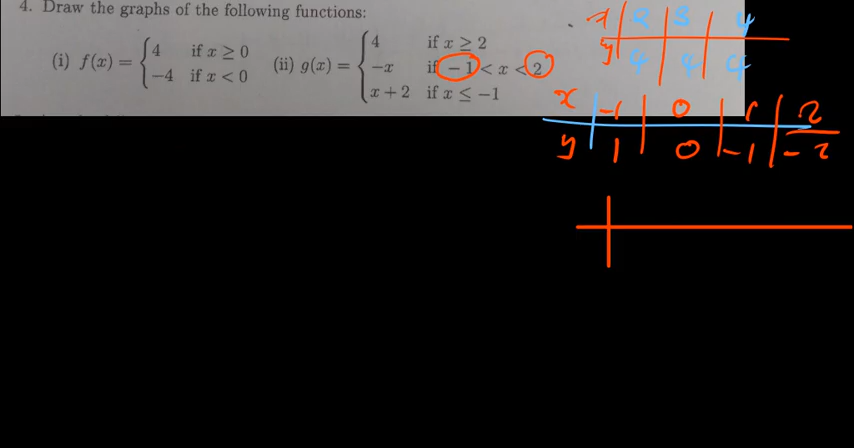 4. Draw the graphs of the following functions:
(i) f(x) = { 4 if x ≥ 0
-4 if x < 0
(ii) g(x) = { 4 if x ≥ 2
-x if -1 < x < 2
x + 2 if x ≤ -1
x 2 3 4
y 4 4 4
x -1 0 1 2
y 1 0 -1 -2